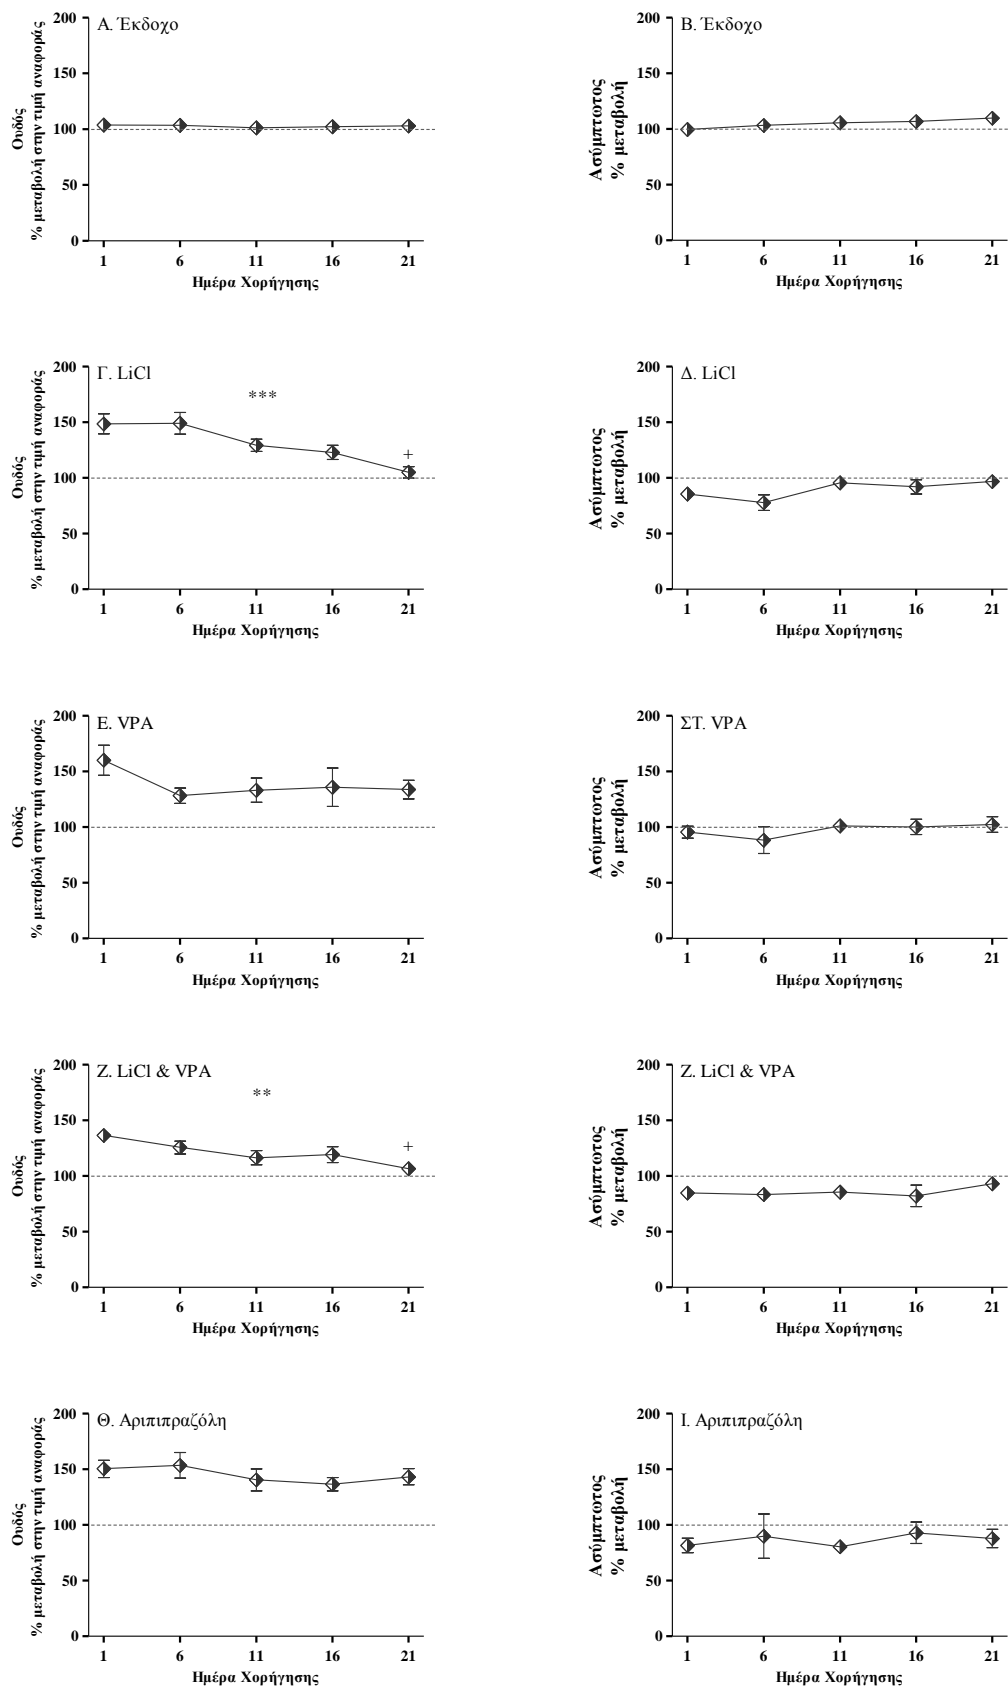 Α. Έκδοχο
Ουδός
% μεταβολή στην τιμή αναφοράς
200
150
100
50
0
1 6 11 16 21
Ημέρα Χορήγησης
Β. Έκδοχο
Ασύμπτωτος
% μεταβολή
200
150
100
50
0
1 6 11 16 21
Ημέρα Χορήγησης
Γ. LiCl
Ουδός
% μεταβολή στην τιμή αναφοράς
200
150
100
50
0
***
+
1 6 11 16 21
Ημέρα Χορήγησης
Δ. LiCl
Ασύμπτωτος
% μεταβολή
200
150
100
50
0
1 6 11 16 21
Ημέρα Χορήγησης
Ε. VPA
Ουδός
% μεταβολή στην τιμή αναφοράς
200
150
100
50
0
1 6 11 16 21
Ημέρα Χορήγησης
ΣΤ. VPA
Ασύμπτωτος
% μεταβολή
200
150
100
50
0
1 6 11 16 21
Ημέρα Χορήγησης
Ζ. LiCl & VPA
Ουδός
% μεταβολή στην τιμή αναφοράς
200
150
100
50
0
**
+
1 6 11 16 21
Ημέρα Χορήγησης
Ζ. LiCl & VPA
Ασύμπτωτος
% μεταβολή
200
150
100
50
0
1 6 11 16 21
Ημέρα Χορήγησης
Θ. Αριπιπραζόλη
Ουδός
% μεταβολή στην τιμή αναφοράς
200
150
100
50
0
1 6 11 16 21
Ημέρα Χορήγησης
Ι. Αριπιπραζόλη
Ασύμπτωτος
% μεταβολή
200
150
100
50
0
1 6 11 16 21
Ημέρα Χορήγησης